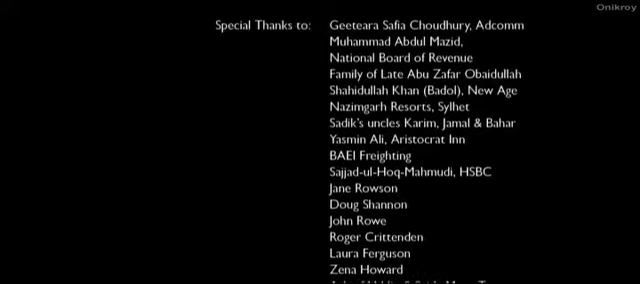 Onikroy
Special Thanks to: Geeteara Safia Choudhury, Adcomm
Muhammad Abdul Mazid,
National Board of Revenue
Family of Late Abu Zafar Obaidullah
Shahidullah Khan (Badol), New Age
Nazimgarh Resorts, Sylhet
Sadik's uncles Karim, Jamal & Bahar
Yasmin Ali, Aristocrat Inn
BAEI Freighting
Sajjad-ul-Hoq-Mahmudi, HSBC
Jane Rowson
Doug Shannon
John Rowe
Roger Crittenden
Laura Ferguson
Zena Howard